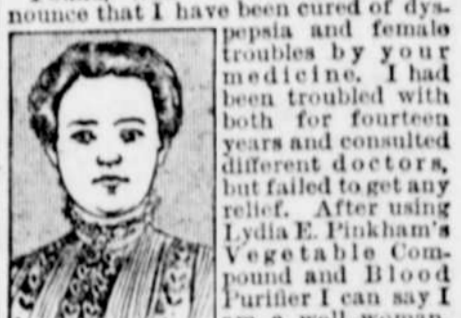 nounce that I have been cured of dys-
pepsia and female
troubles by your
medicine. I had
been troubled with
both for fourteen
years and consulted
different doctors,
but failed to get any
relief. After using
Lydia E. Pinkham's
Vegetable Com-
pound and Blood
Purifier I can say I
a well woman.